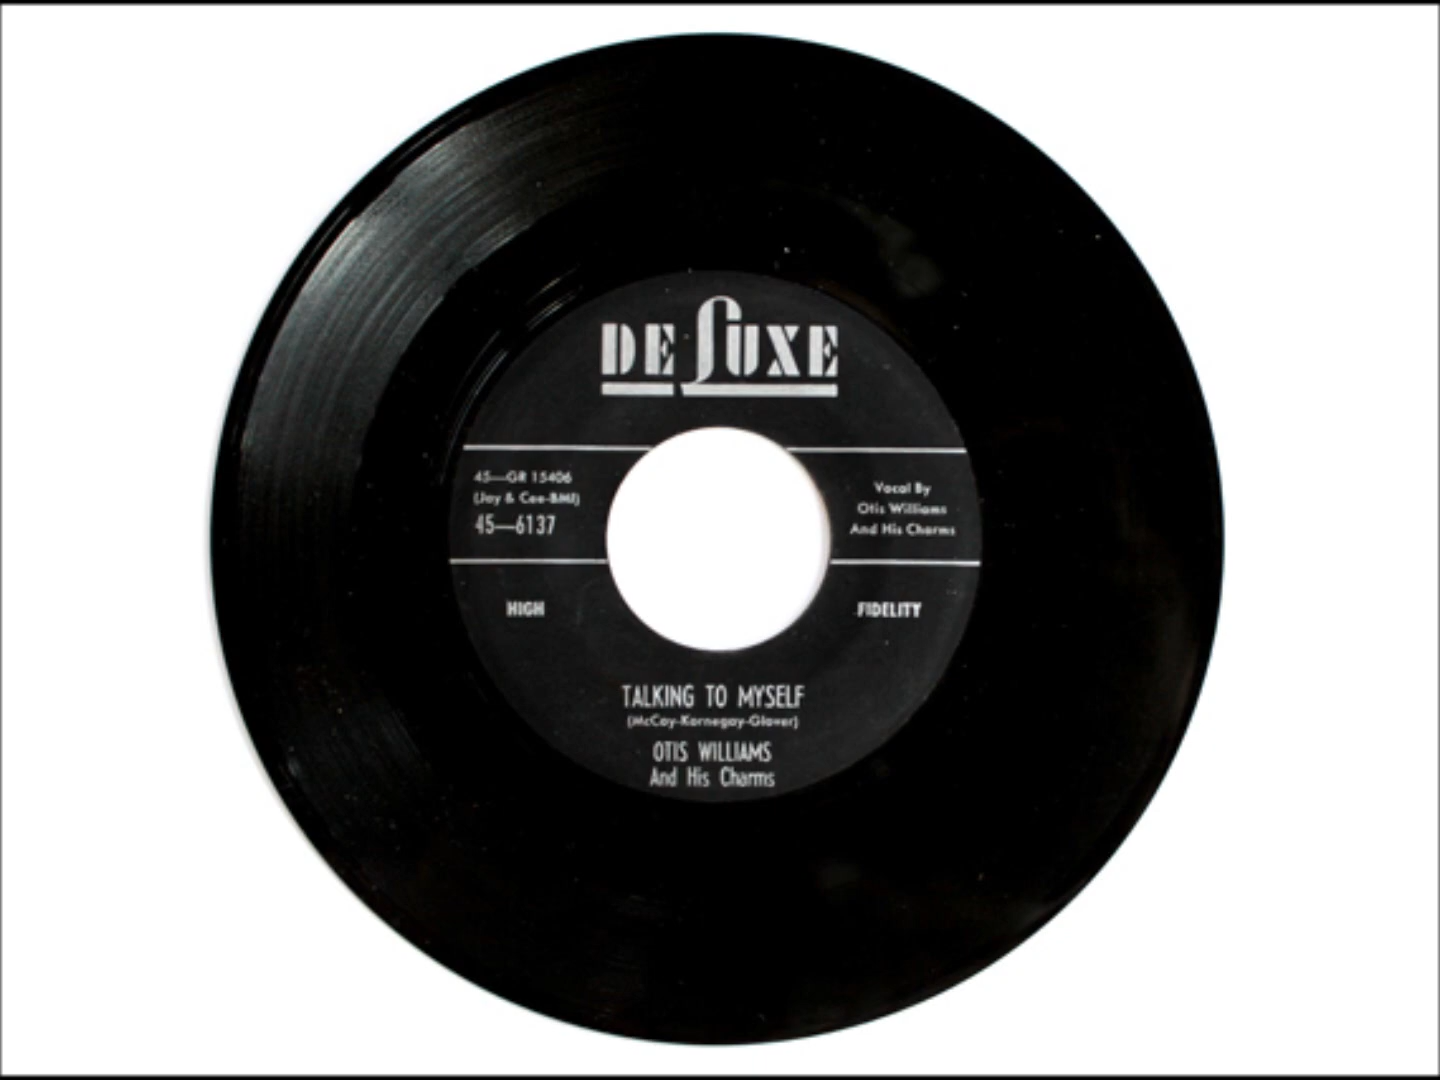 DE LUXE
45—GR 15406
(Jay & Cee-BMI)
45—6137
Vocal By
Otis Williams
And His Charms
HIGH FIDELITY
TALKING TO MYSELF
(McCoy-Kornegay-Glover)
OTIS WILLIAMS
And His Charms